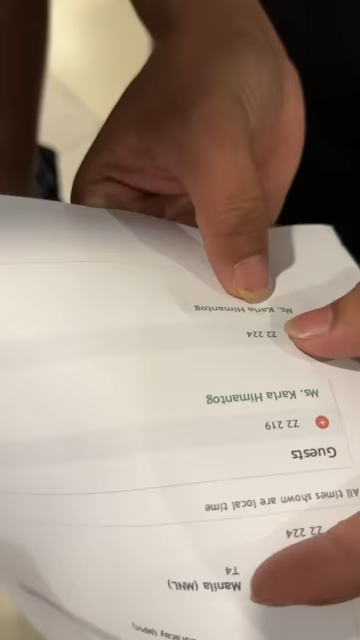 Manila (MNL)
T4
Z2 224
All times shown are local time
Guests
Z2 219
Ms. Karla Himantog
Z2 224
Ms. Karla Himantog